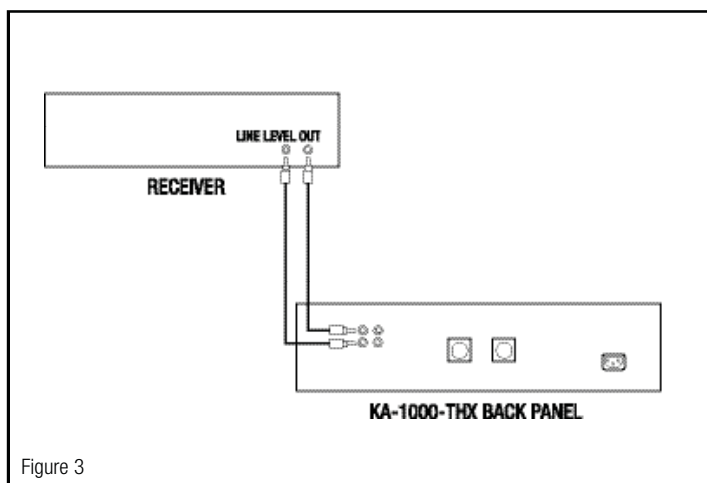 LINE LEVEL OUT
RECEIVER
KA-1000-THX BACK PANEL
Figure 3